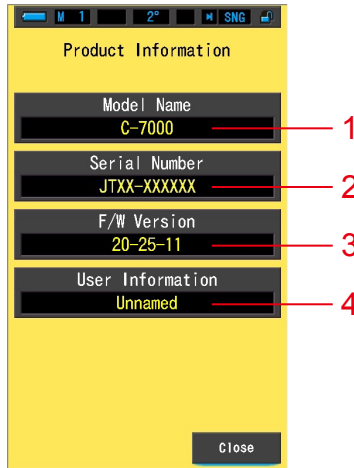 M 1 2° SNG
Product Information
Model Name
C-7000 1
Serial Number
JTXX-XXXXXX 2
F/W Version
20-25-11 3
User Information
Unnamed 4
Close